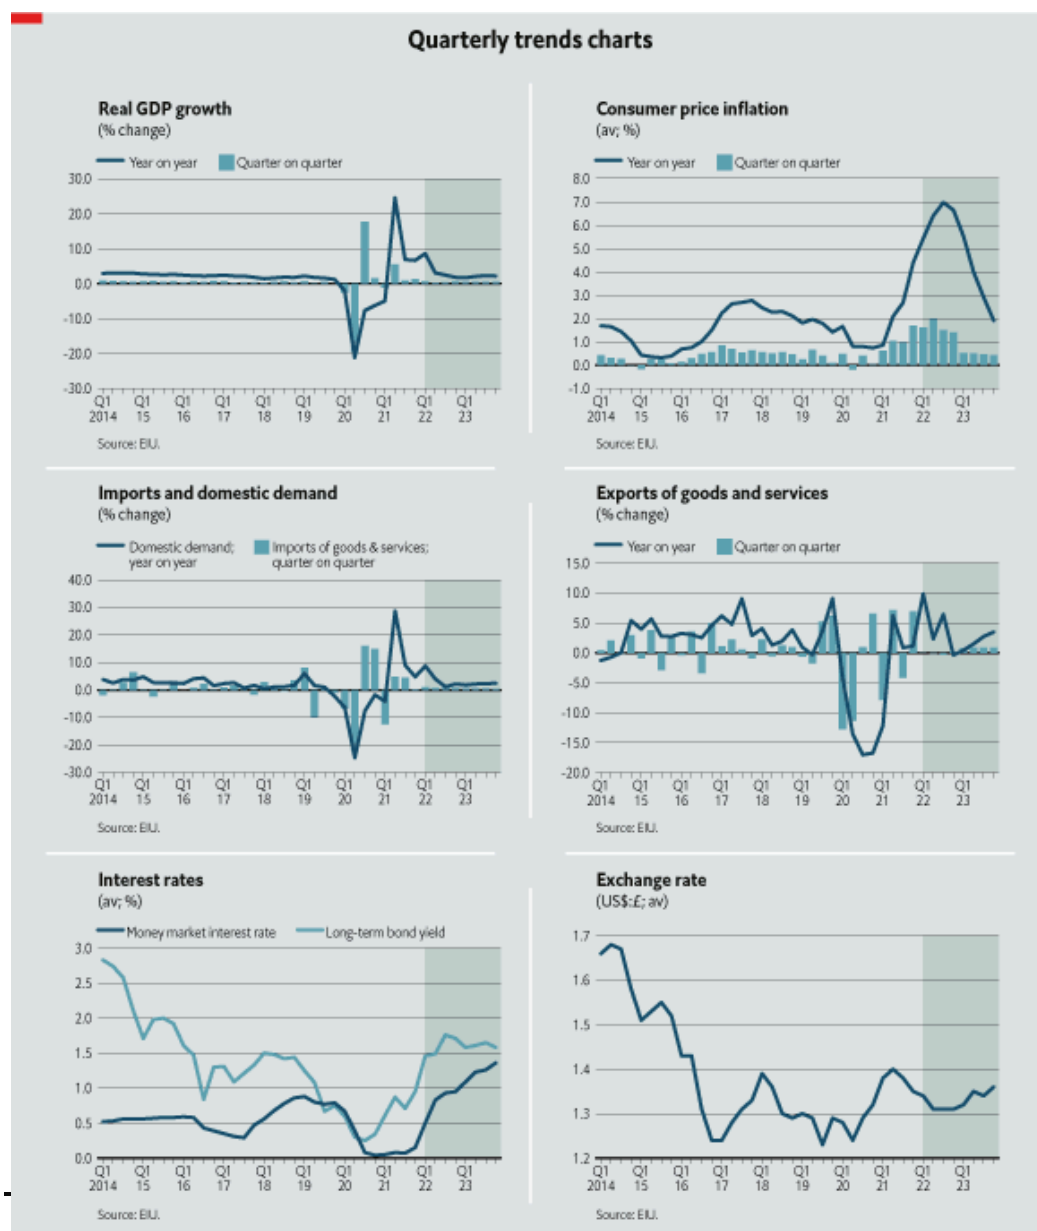 Quarterly trends charts
Real GDP growth
(% change)
Year on year
Quarter on quarter
30.0
20.0
10.0
0.0
-10.0
-20.0
-30.0
Q1 Q1 Q1 Q1 Q1 Q1 Q1 Q1 Q1 Q1
2014 15 16 17 18 19 20 21 22 23
Source: EIU.
Consumer price inflation
(av; %)
Year on year
Quarter on quarter
8.0
7.0
6.0
5.0
4.0
3.0
2.0
1.0
0.0
-1.0
Q1 Q1 Q1 Q1 Q1 Q1 Q1 Q1 Q1 Q1
2014 15 16 17 18 19 20 21 22 23
Source: EIU.
Imports and domestic demand
(% change)
Domestic demand;
year on year
Imports of goods & services;
quarter on quarter
40.0
30.0
20.0
10.0
0.0
-10.0
-20.0
-30.0
Q1 Q1 Q1 Q1 Q1 Q1 Q1 Q1 Q1 Q1
2014 15 16 17 18 19 20 21 22 23
Source: EIU.
Exports of goods and services
(% change)
Year on year
Quarter on quarter
15.0
10.0
5.0
0.0
-5.0
-10.0
-15.0
-20.0
Q1 Q1 Q1 Q1 Q1 Q1 Q1 Q1 Q1 Q1
2014 15 16 17 18 19 20 21 22 23
Source: EIU.
Interest rates
(av; %)
Money market interest rate
Long-term bond yield
3.0
2.5
2.0
1.5
1.0
0.5
0.0
Q1 Q1 Q1 Q1 Q1 Q1 Q1 Q1 Q1 Q1
2014 15 16 17 18 19 20 21 22 23
Source: EIU.
Exchange rate
(US$:£; av)
1.7
1.6
1.5
1.4
1.3
1.2
Q1 Q1 Q1 Q1 Q1 Q1 Q1 Q1 Q1 Q1
2014 15 16 17 18 19 20 21 22 23
Source: EIU.